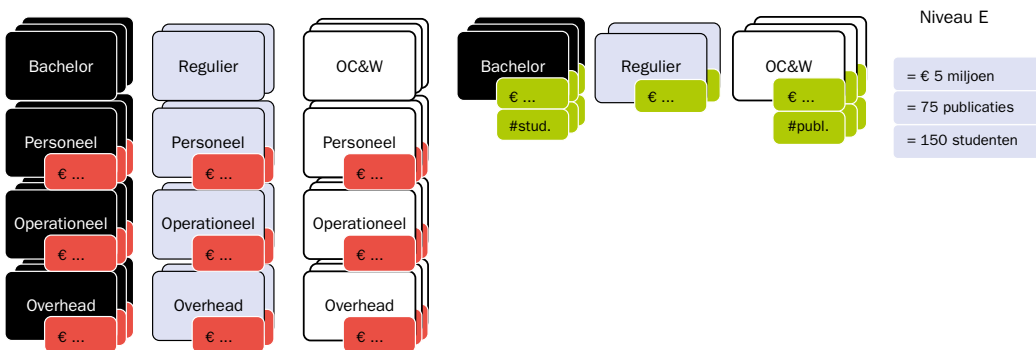 Niveau E
Bachelor
Regulier
OC&W
Bachelor
€ ...
#stud.
Regulier
€ ...
OC&W
€ ...
#publ.
= € 5 miljoen
= 75 publicaties
= 150 studenten
Personeel
€ ...
Personeel
€ ...
Personeel
€ ...
Operationeel
€ ...
Operationeel
€ ...
Operationeel
€ ...
Overhead
€ ...
Overhead
€ ...
Overhead
€ ...